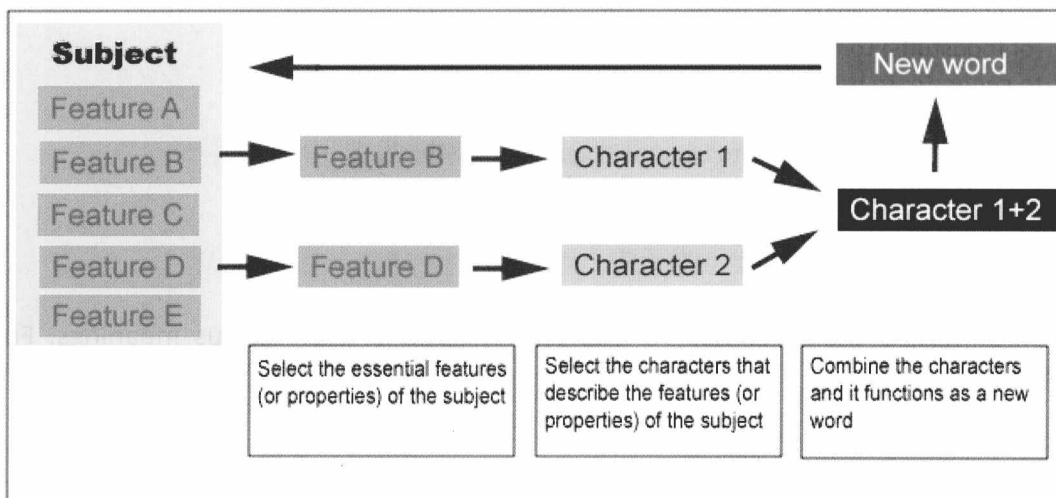 Subject
New word
Feature A
Feature B
Feature B
Character 1
Feature C
Character 1+2
Feature D
Feature D
Character 2
Feature E
Select the essential features
(or properties) of the subject
Select the characters that
describe the features (or
properties) of the subject
Combine the characters
and it functions as a new
word